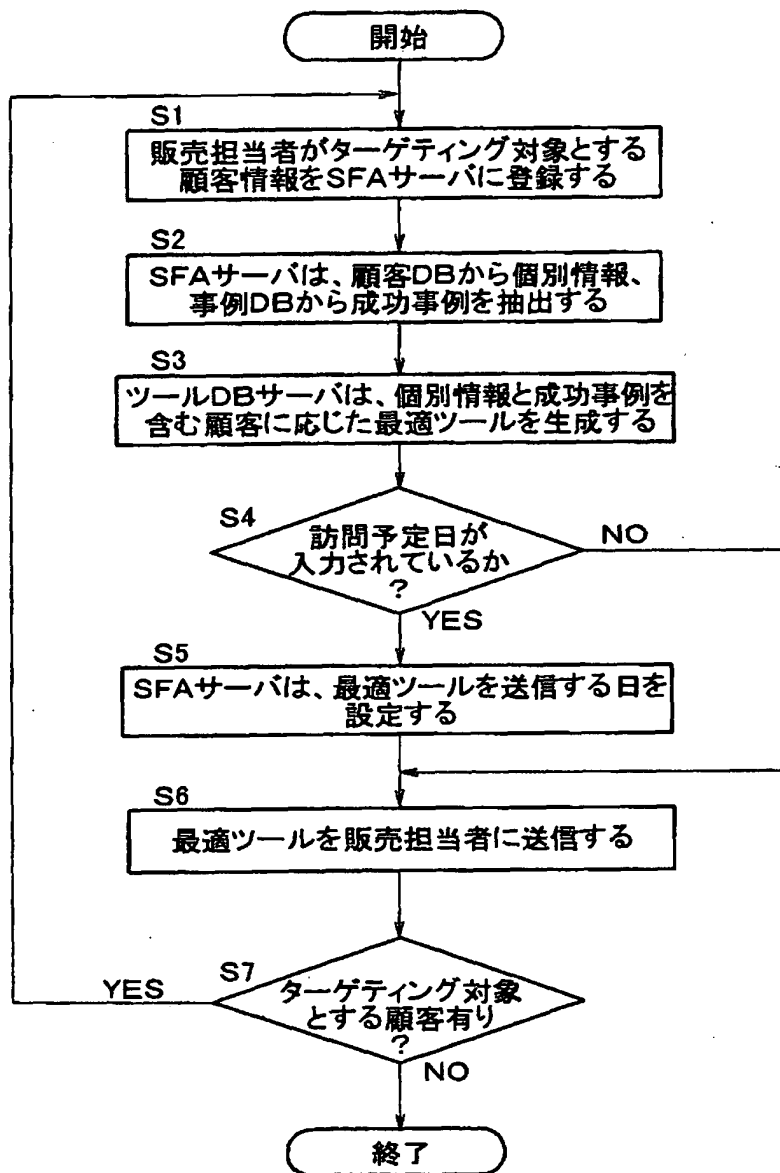 開始
S1
販売担当者がターゲティング対象とする
顧客情報をSFAサーバに登録する
S2
SFAサーバは、顧客DBから個別情報、
事例DBから成功事例を抽出する
S3
ツールDBサーバは、個別情報と成功事例を
含む顧客に応じた最適ツールを生成する
S4
訪問予定日が
入力されているか
?
NO
YES
S5
SFAサーバは、最適ツールを送信する日を
設定する
S6
最適ツールを販売担当者に送信する
S7
ターゲティング対象
とする顧客有り
?
YES
NO
終了